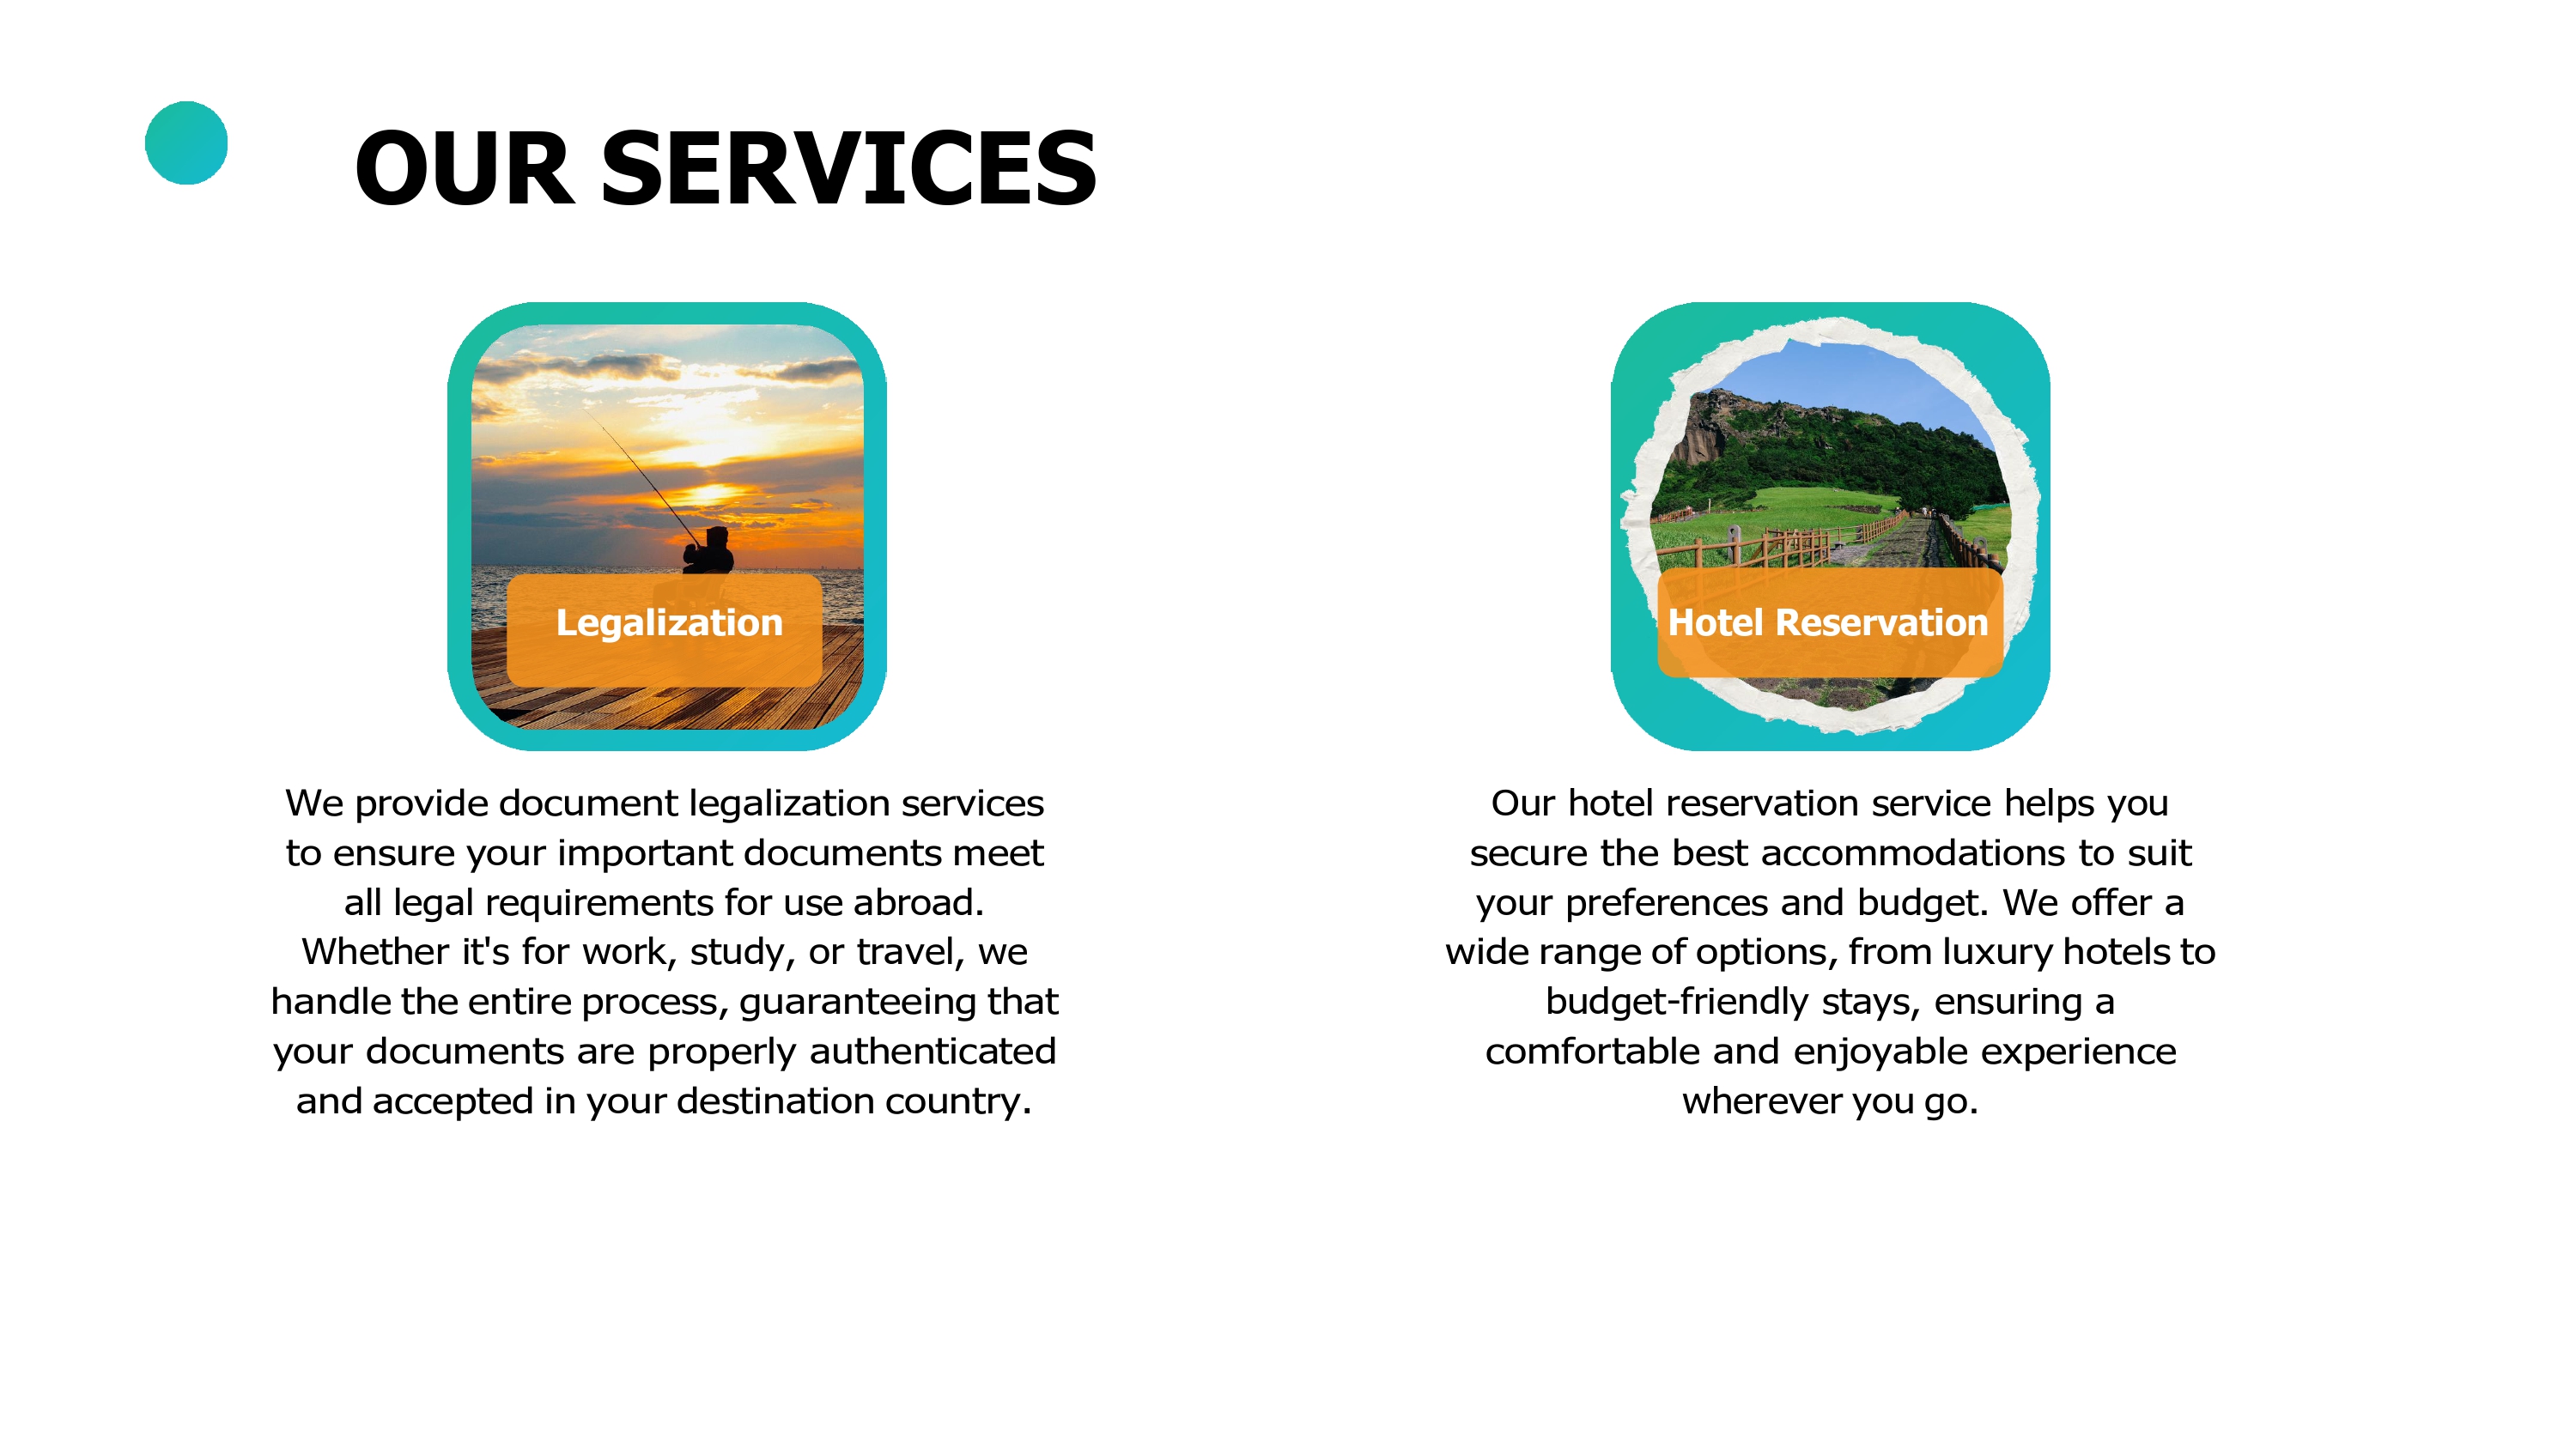 OUR SERVICES
Legalization
We provide document legalization services
to ensure your important documents meet
all legal requirements for use abroad.
Whether it's for work, study, or travel, we
handle the entire process, guaranteeing that
your documents are properly authenticated
and accepted in your destination country.
Hotel Reservation
Our hotel reservation service helps you
secure the best accommodations to suit
your preferences and budget. We offer a
wide range of options, from luxury hotels to
budget-friendly stays, ensuring a
comfortable and enjoyable experience
wherever you go.